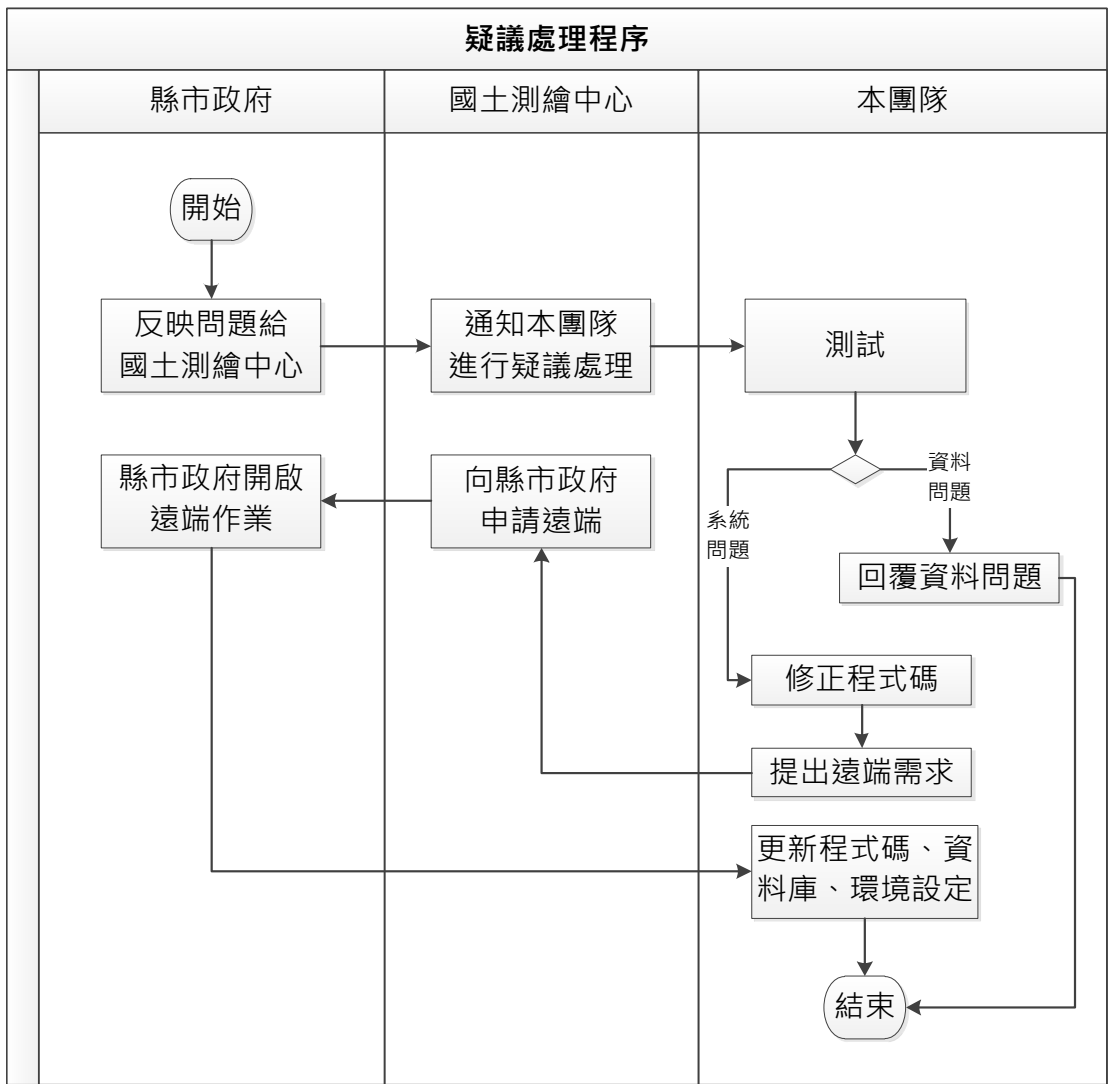 疑議處理程序
縣市政府
國土測繪中心
本團隊
開始
反映問題給
國土測繪中心
通知本團隊
進行疑議處理
測試
縣市政府開啟
遠端作業
向縣市政府
申請遠端
資料
問題
系統
問題
回覆資料問題
修正程式碼
提出遠端需求
更新程式碼、資
料庫、環境設定
結束